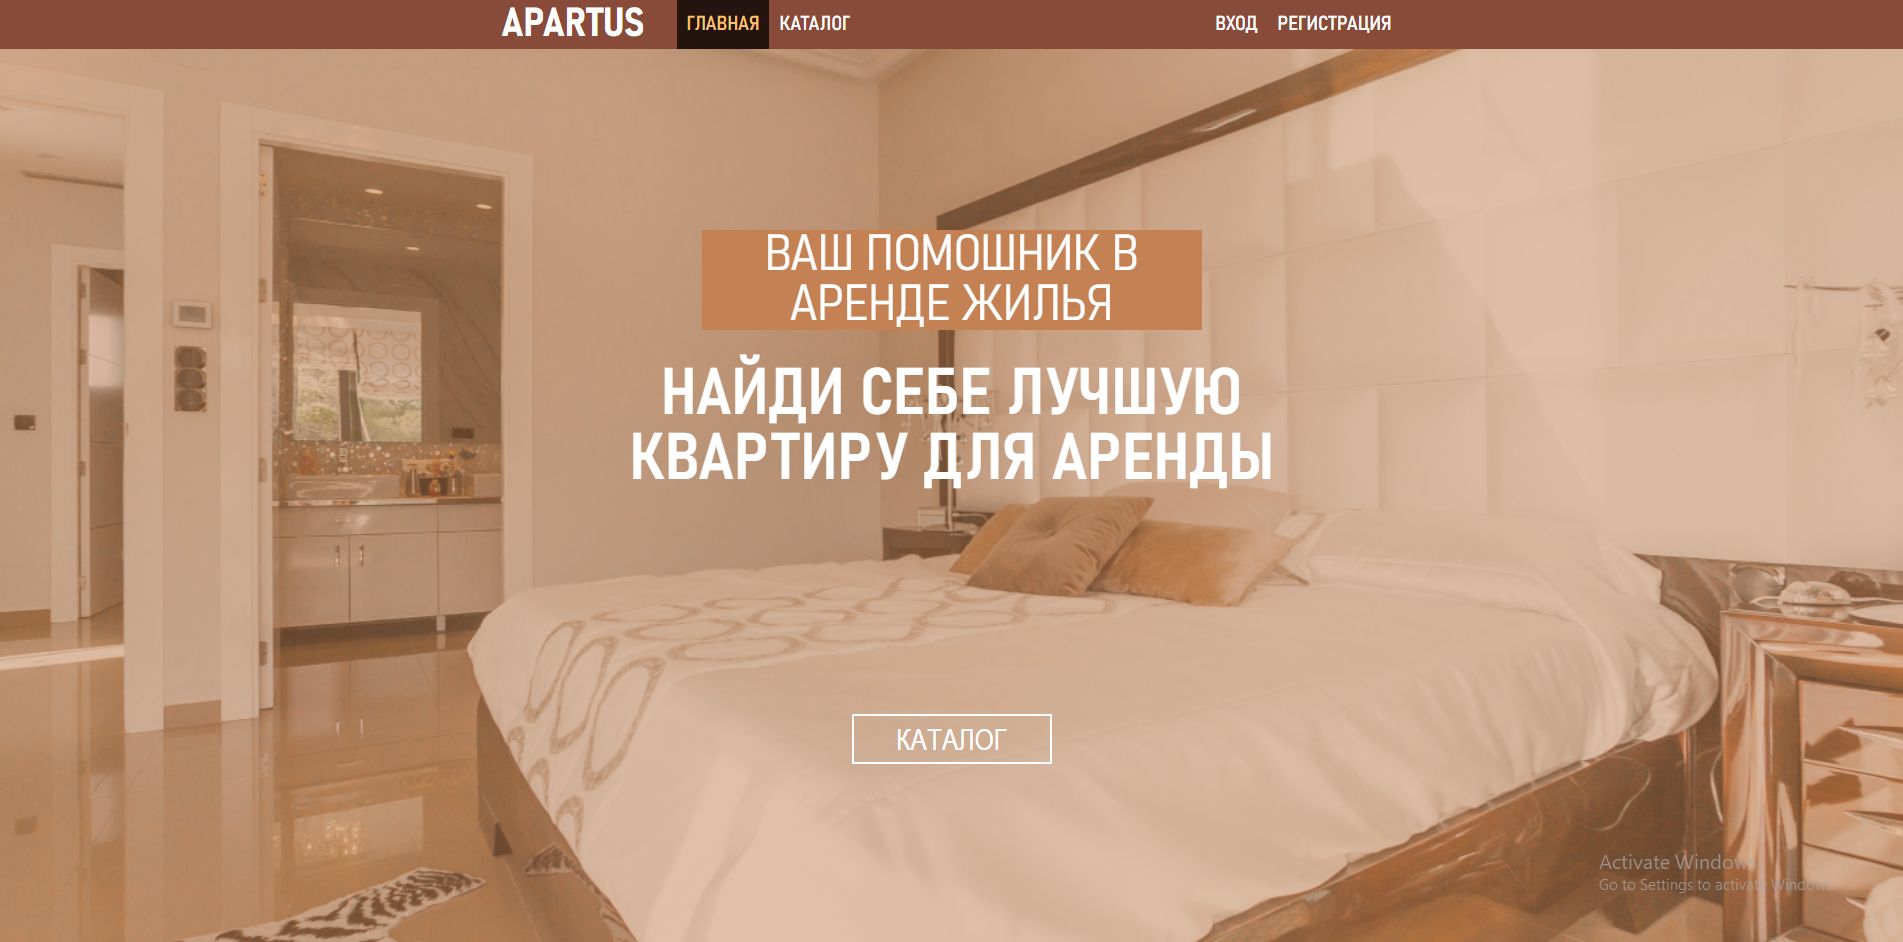 APARTUS ГЛАВНАЯ КАТАЛОГ ВХОД РЕГИСТРАЦИЯ
ВАШ ПОМОШНИК В
АРЕНДЕ ЖИЛЬЯ
НАЙДИ СЕБЕ ЛУЧШУЮ
КВАРТИРУ ДЛЯ АРЕНДЫ
КАТАЛОГ
Activate Windows
Go to Settings to activate Windows.